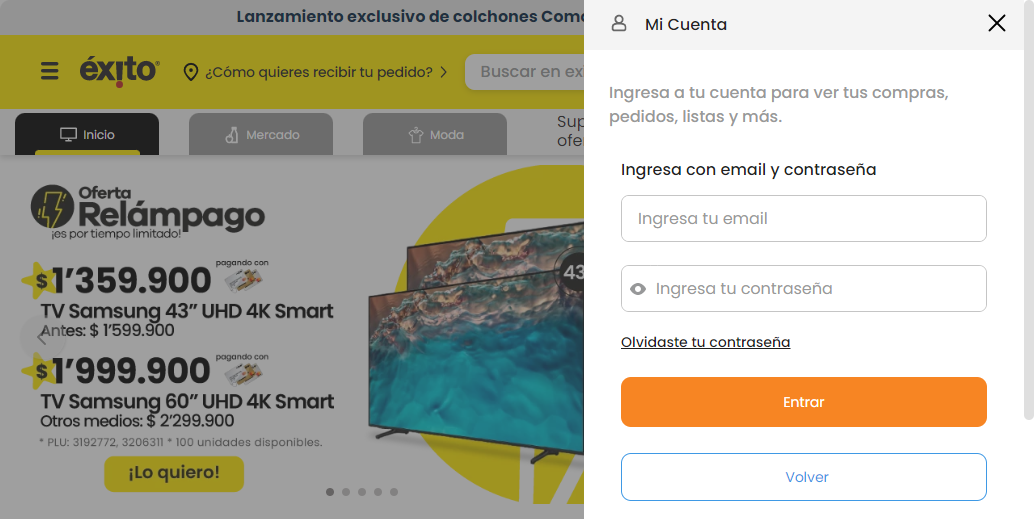 Lanzamiento exclusivo de colchones Como
éxito
¿Cómo quieres recibir tu pedido?
Buscar en ex
Inicio
Mercado
Moda
Sup
ofer
Oferta
Relámpago
¡es por tiempo limitado!
$ 1'359.900
pagando con
TV Samsung 43” UHD 4K Smart
Antes: $ 1'599.900
$ 1'999.900
pagando con
TV Samsung 60” UHD 4K Smart
Otros medios: $ 2'299.900
* PLU: 3192772, 3206311 * 100 unidades disponibles.
¡Lo quiero!
43
Mi Cuenta
Ingresa a tu cuenta para ver tus compras,
pedidos, listas y más.
Ingresa con email y contraseña
Ingresa tu email
Ingresa tu contraseña
Olvidaste tu contraseña
Entrar
Volver